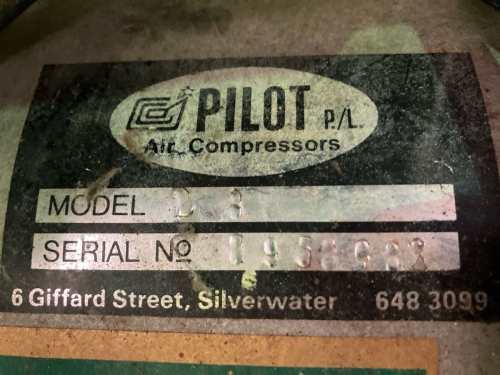 PILOT P./L.
Air Compressors
MODEL
SERIAL Nº
6 Giffard Street, Silverwater 648 3099